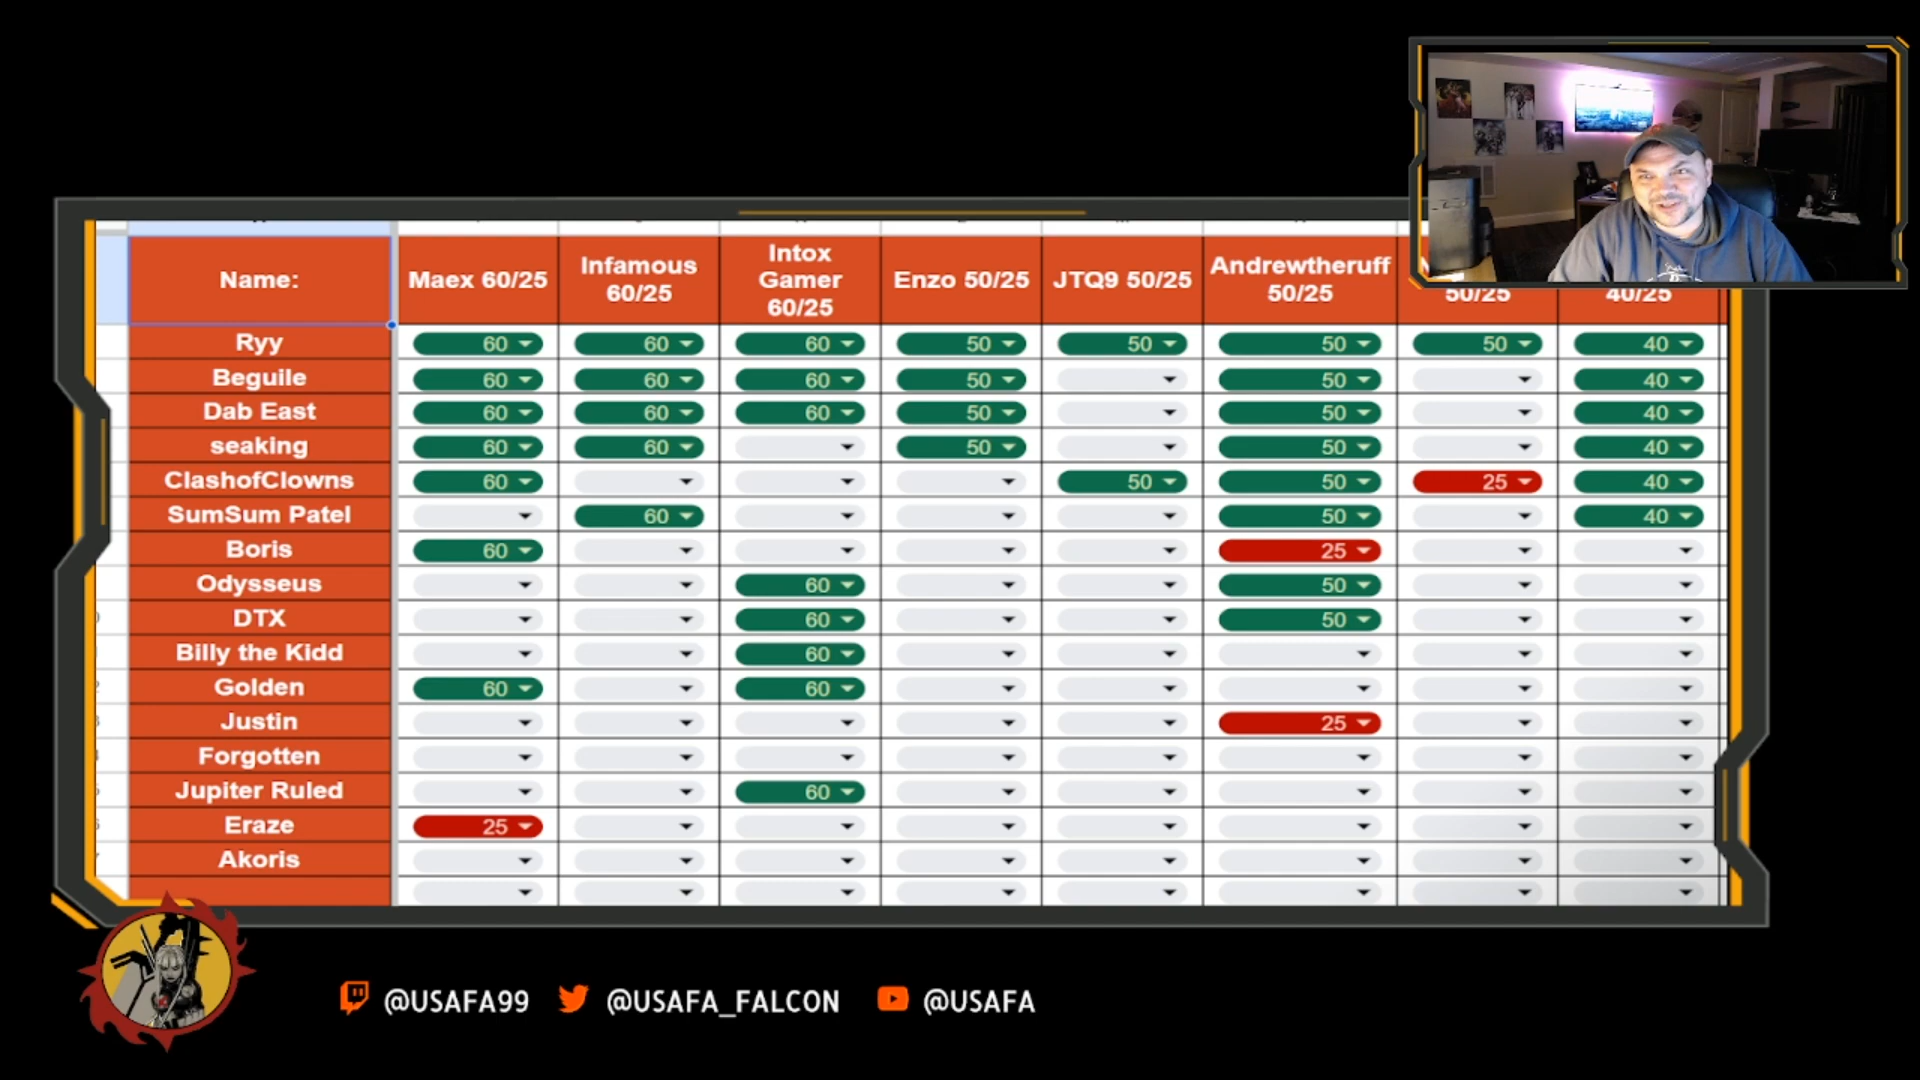 Name: Maex 60/25 Infamous 60/25 Intox Gamer 60/25 Enzo 50/25 JTQ9 50/25 Andrewtheruff 50/25 50/25 40/25
Ryy 60 60 60 50 50 50 50 40
Beguile 60 60 60 50 50 40
Dab East 60 60 60 50 50 40
seaking 60 60 50 50 40
ClashofClowns 60 50 50 25 40
SumSum Patel 60 50 40
Boris 60 25
Odysseus 60 50
DTX 60 50
Billy the Kidd 60
Golden 60 60
Justin 25
Forgotten
Jupiter Ruled 60
Eraze 25
Akoris
@USAFA99 @USAFA_FALCON @USAFA